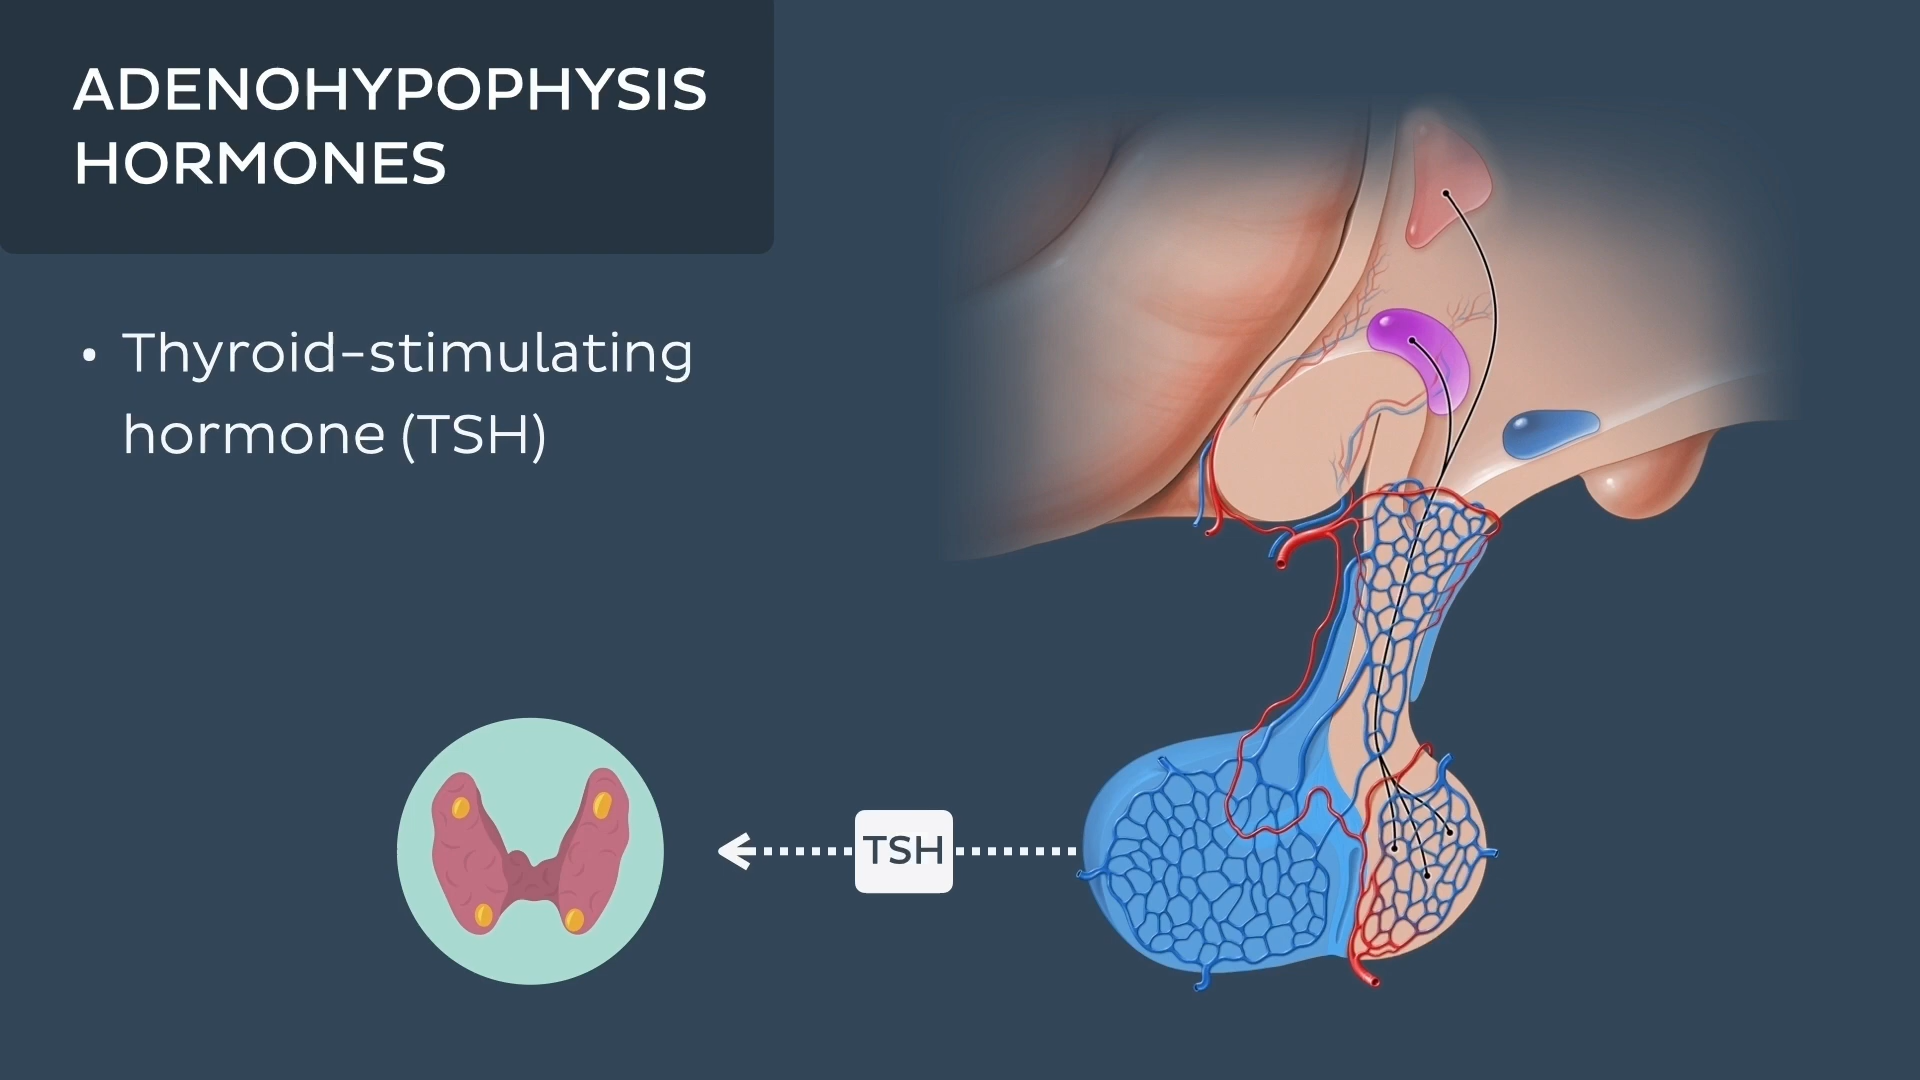 ADENOHYPOPHYSIS
HORMONES
• Thyroid-stimulating
hormone (TSH)
TSH